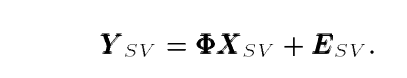 Y_{SV} = ΦX_{SV} + E_{SV}.